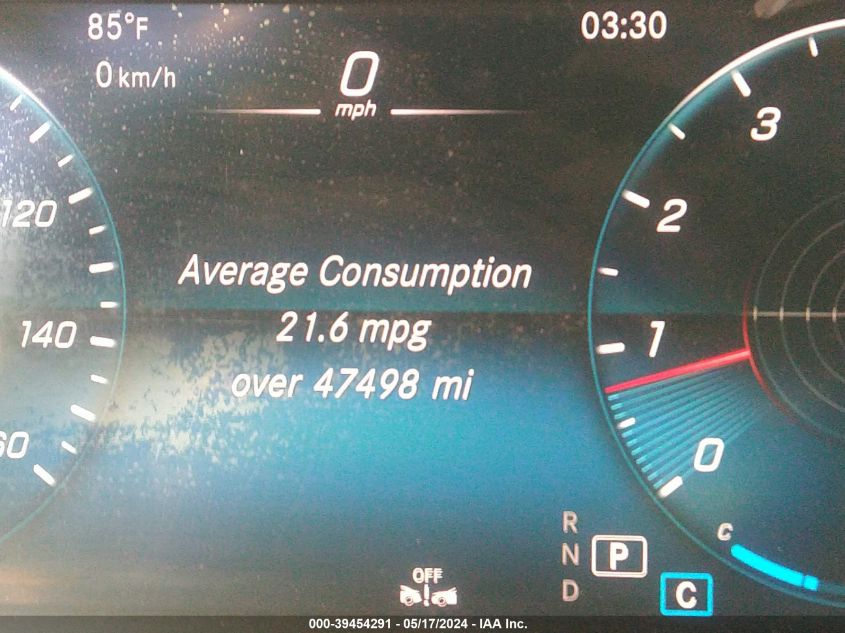 85°F
03:30
0 km/h
0
mph
3
120
2
Average Consumption
21.6 mpg
140
1
over 47498 mi
60
0
R
C
N
P
OFF
D
C
000-39454291 - 05/17/2024 - IAA Inc.